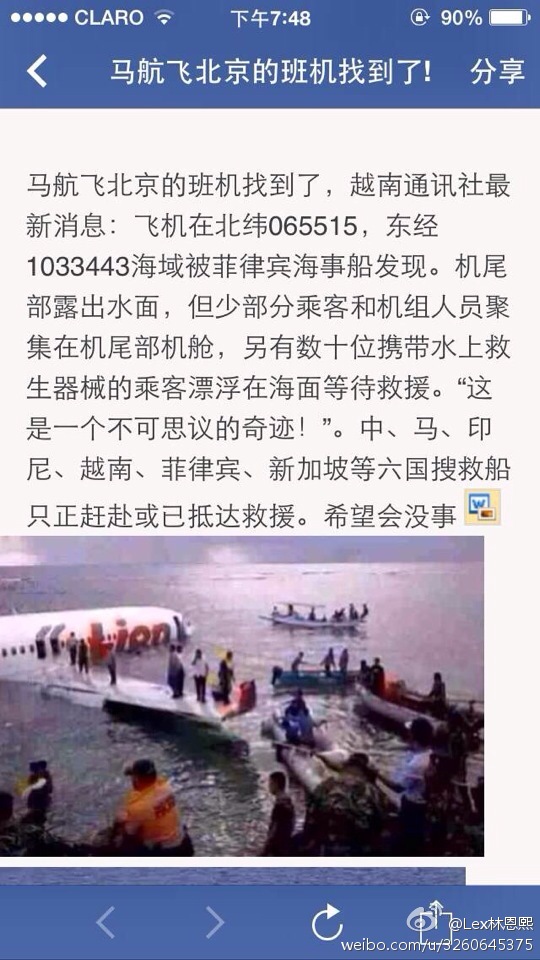 CLARO 下午7:48 90%
马航飞北京的班机找到了! 分享
马航飞北京的班机找到了，越南通讯社最
新消息：飞机在北纬065515，东经
1033443海域被菲律宾海事船发现。机尾
部露出水面，但少部分乘客和机组人员聚
集在机尾部机舱，另有数十位携带水上救
生器械的乘客漂浮在海面等待救援。“这
是一个不可思议的奇迹！”。中、马、印
尼、越南、菲律宾、新加坡等六国搜救船
只正赶赴或已抵达救援。希望会没事
W
lion
@Lex林恩熙
weibo.com/u/3260645375